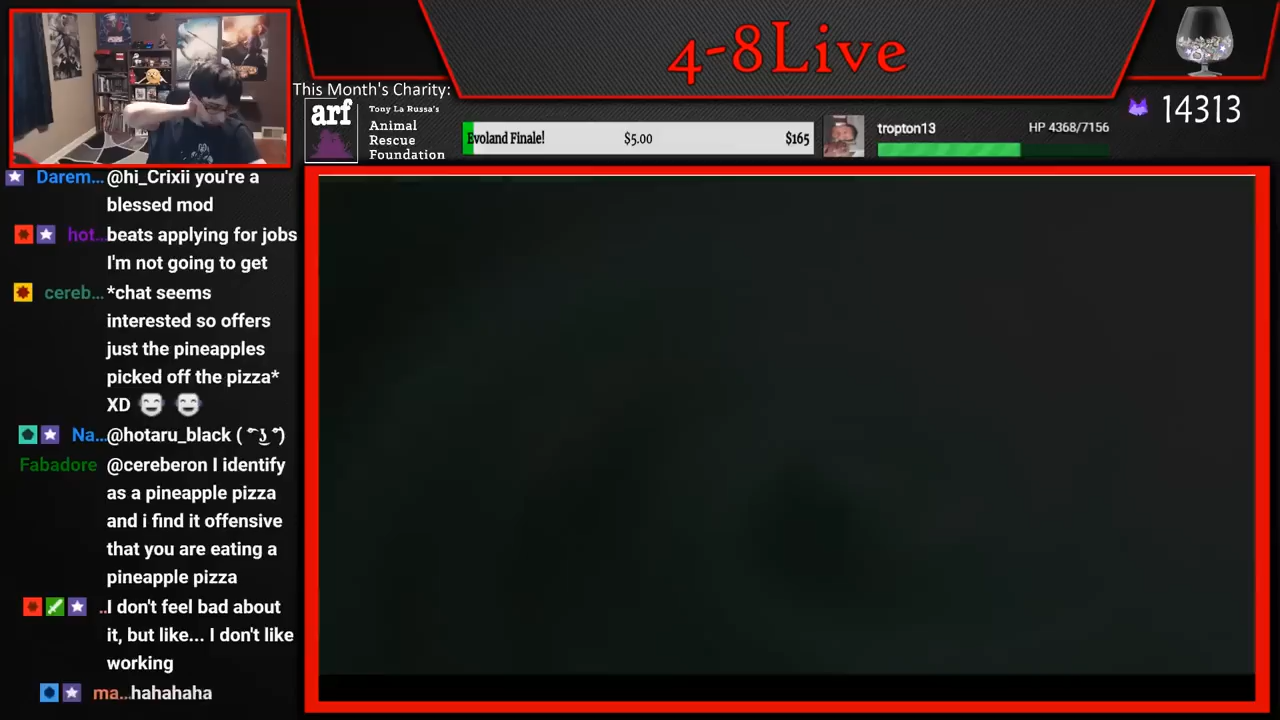 4-8Live
This Month's Charity:
arf
Tony La Russa's
Animal
Rescue
Foundation
Evoland Finale! $5.00 $165
tropton13 HP 4368/7156
14313
Darem... @hi_Crixii you're a
blessed mod
hot... beats applying for jobs
I'm not going to get
cereb... *chat seems
interested so offers
just the pineapples
picked off the pizza*
XD
Na... @hotaru_black ( ͡° ͜ʖ ͡°)
Fabadore @cereberon I identify
as a pineapple pizza
and i find it offensive
that you are eating a
pineapple pizza
.. I don't feel bad about
it, but like... I don't like
working
ma... hahahaha